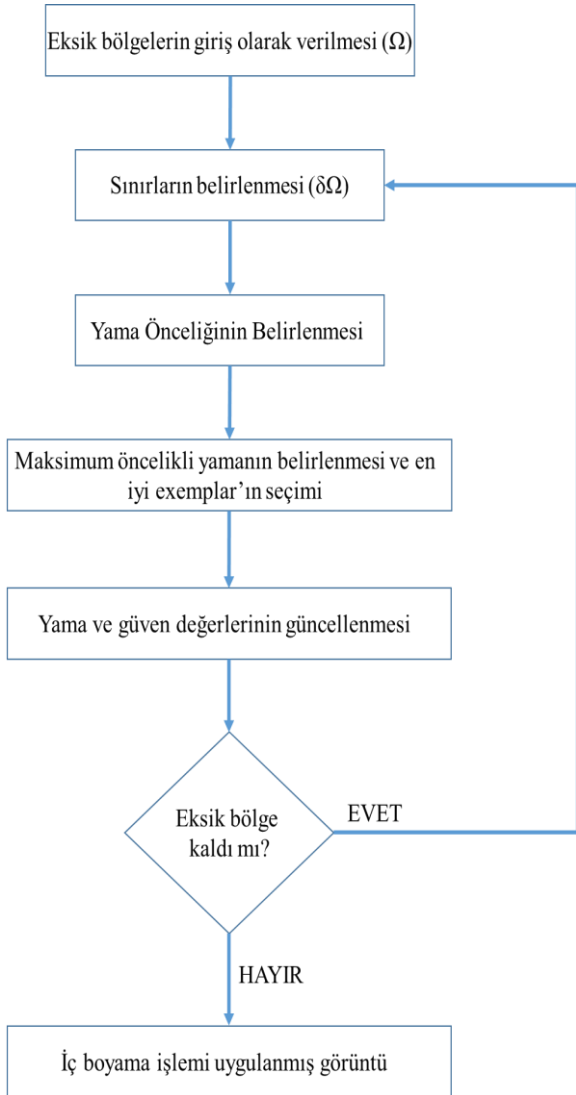 Eksik bölgelerin giriş olarak verilmesi (Ω)
Sınırların belirlenmesi (δΩ)
Yama Önceliğinin Belirlenmesi
Maksimum öncelikli yamanın belirlenmesi ve en
iyi exemplar’ın seçimi
Yama ve güven değerlerinin güncellenmesi
Eksik bölge
kaldı mı?
EVET
HAYIR
İç boyama işlemi uygulanmış görüntü